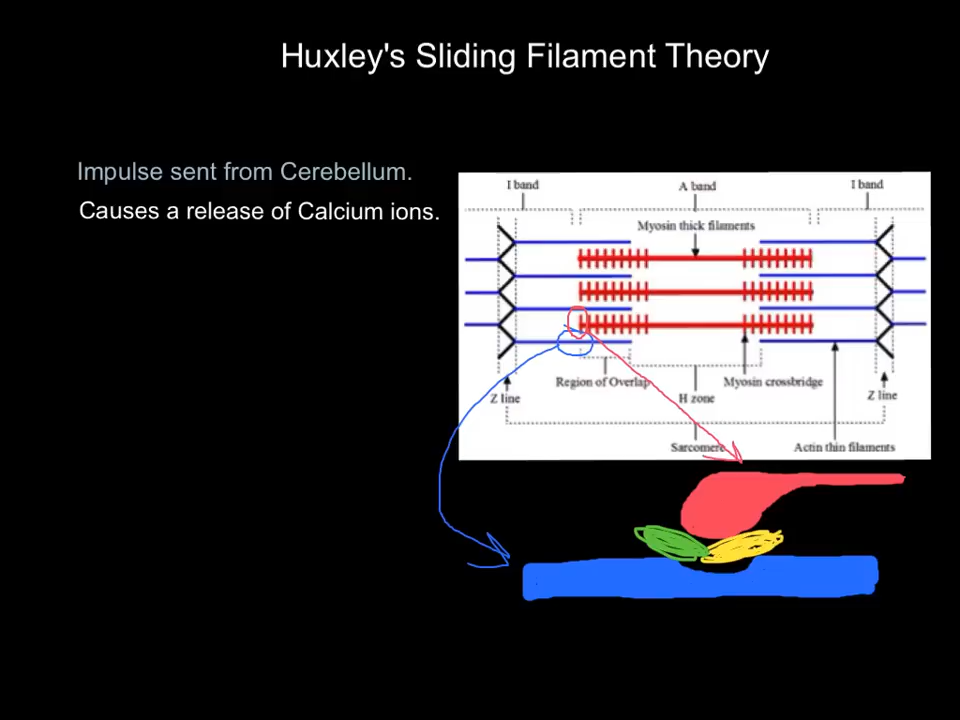 Huxley's Sliding Filament Theory
Impulse sent from Cerebellum.
Causes a release of Calcium ions.
I band
A band
I band
Myosin thick filaments
Region of Overlap
Myosin crossbridge
Z line
H zone
Z line
Sarcomere
Actin thin filaments